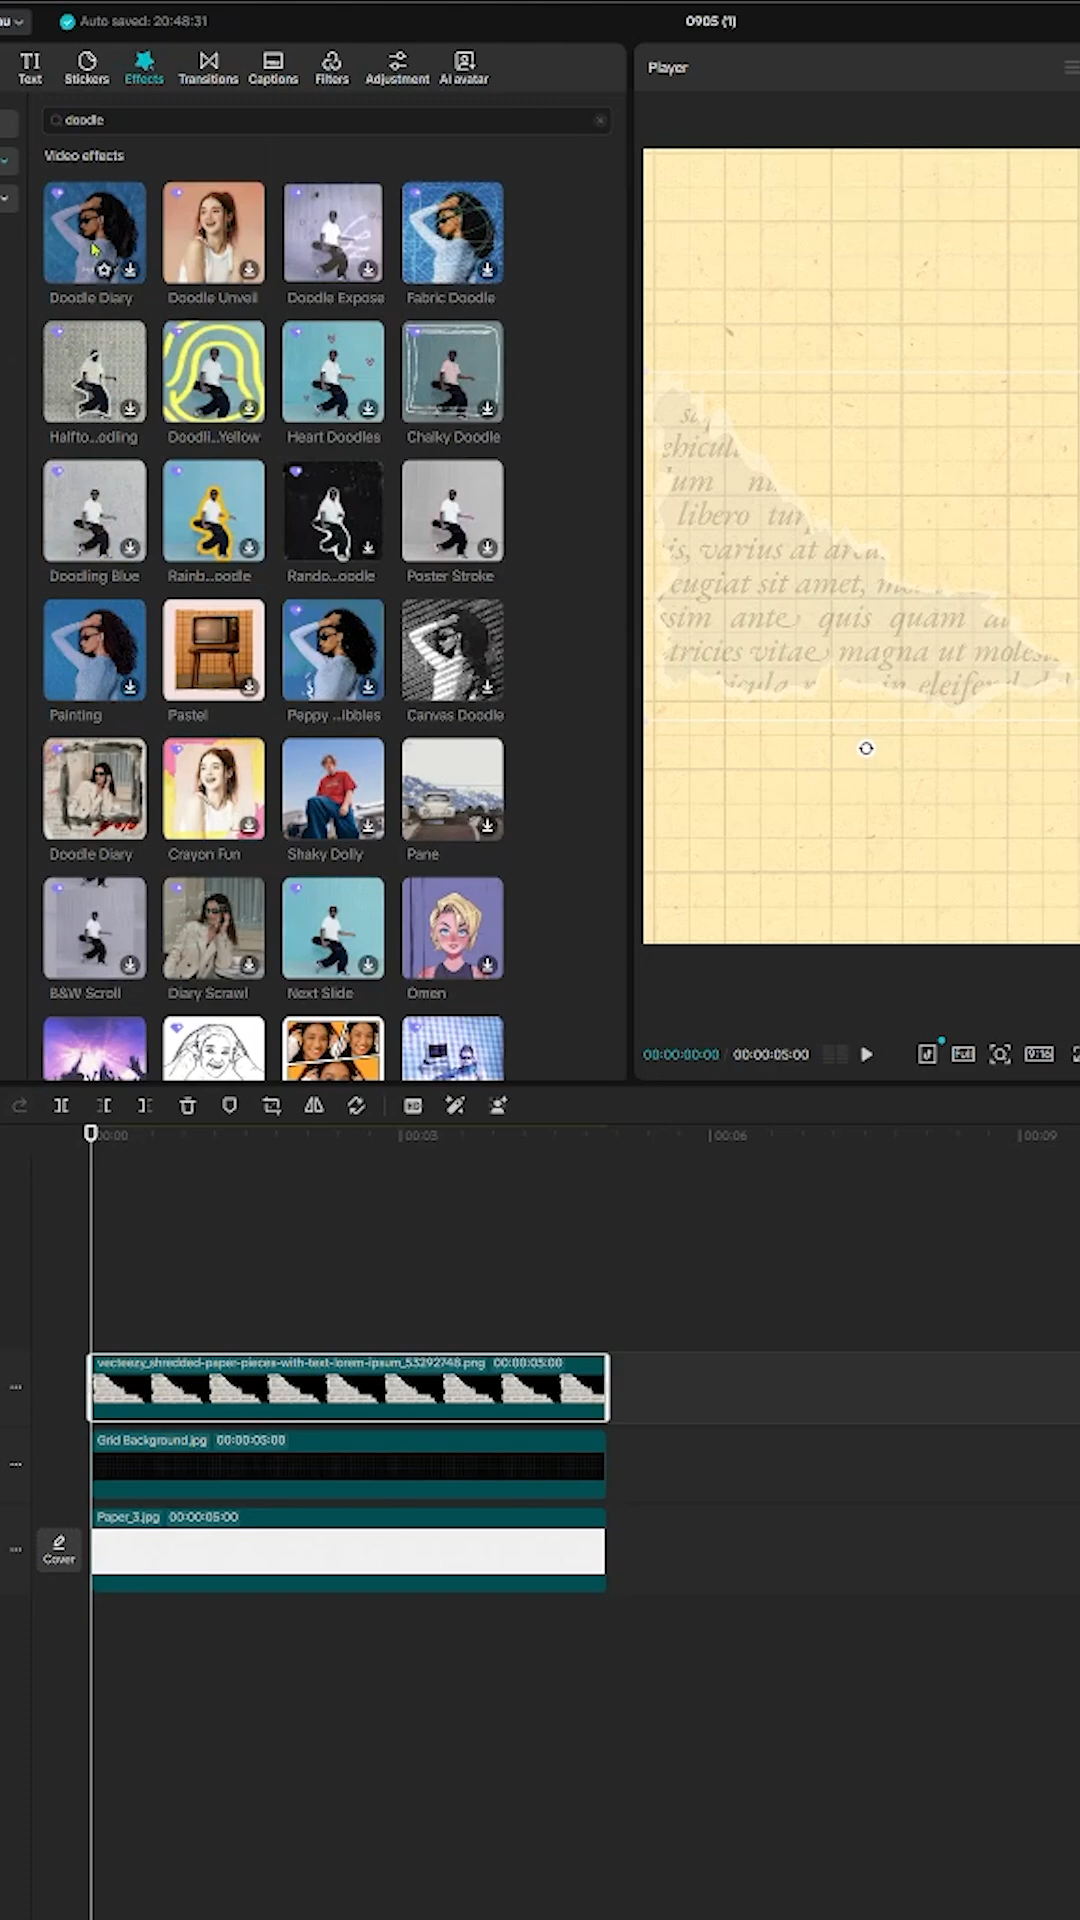 Auto saved: 20:48:31
0905 (1)
Text
Stickers
Effects
Transitions
Captions
Filters
Adjustment
AI avatar
Player
doodle
Video effects
Doodle Diary
Doodle Unveil
Doodle Expose
Fabric Doodle
Halfto...odling
Doodli...Yellow
Heart Doodles
Chalky Doodle
Doodling Blue
Rainb...oodle
Rando...oodle
Poster Stroke
Painting
Pastel
Peppy ...ibbles
Canvas Doodle
Doodle Diary
Crayon Fun
Shaky Dolly
Pane
B&W Scroll
Diary Scrawl
Next Slide
Omen
um
libero
is, varius at
eugiat sit amet,
sim ante quis quam
tricies vitae magna ut
in eleifend
00:00:00:00 / 00:00:05:00
Full
9:16
00:00
00:03
00:06
00:09
vecteezy_shredded-paper-pieces-with-text-lorem-ipsum_53292748.png 00:00:05:00
Grid Background.jpg 00:00:05:00
Paper_3.jpg 00:00:05:00
Cover